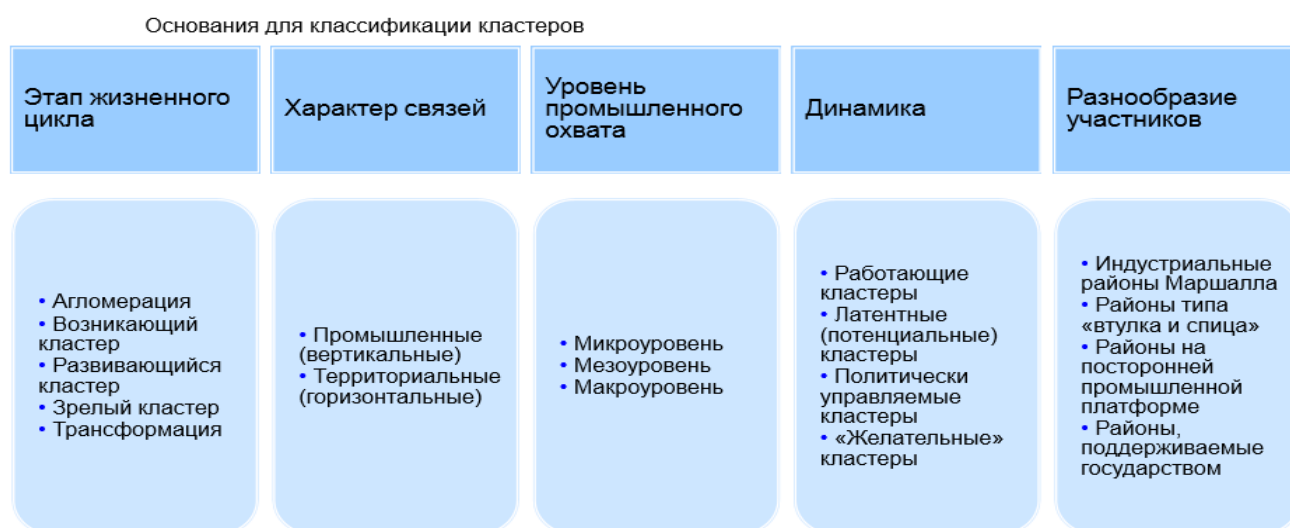 Основания для классификации кластеров
Этап жизненного
цикла
Характер связей
Уровень
промышленного
охвата
Динамика
Разнообразие
участников
• Агломерация
• Возникающий
кластер
• Развивающийся
кластер
• Зрелый кластер
• Трансформация
• Промышленные
(вертикальные)
• Территориальные
(горизонтальные)
• Микроуровень
• Мезоуровень
• Макроуровень
• Работающие
кластеры
• Латентные
(потенциальные)
кластеры
• Политически
управляемые
кластеры
• «Желательные»
кластеры
• Индустриальные
районы Маршалла
• Районы типа
«втулка и спица»
• Районы на
посторонней
промышленной
платформе
• Районы,
поддерживаемые
государством